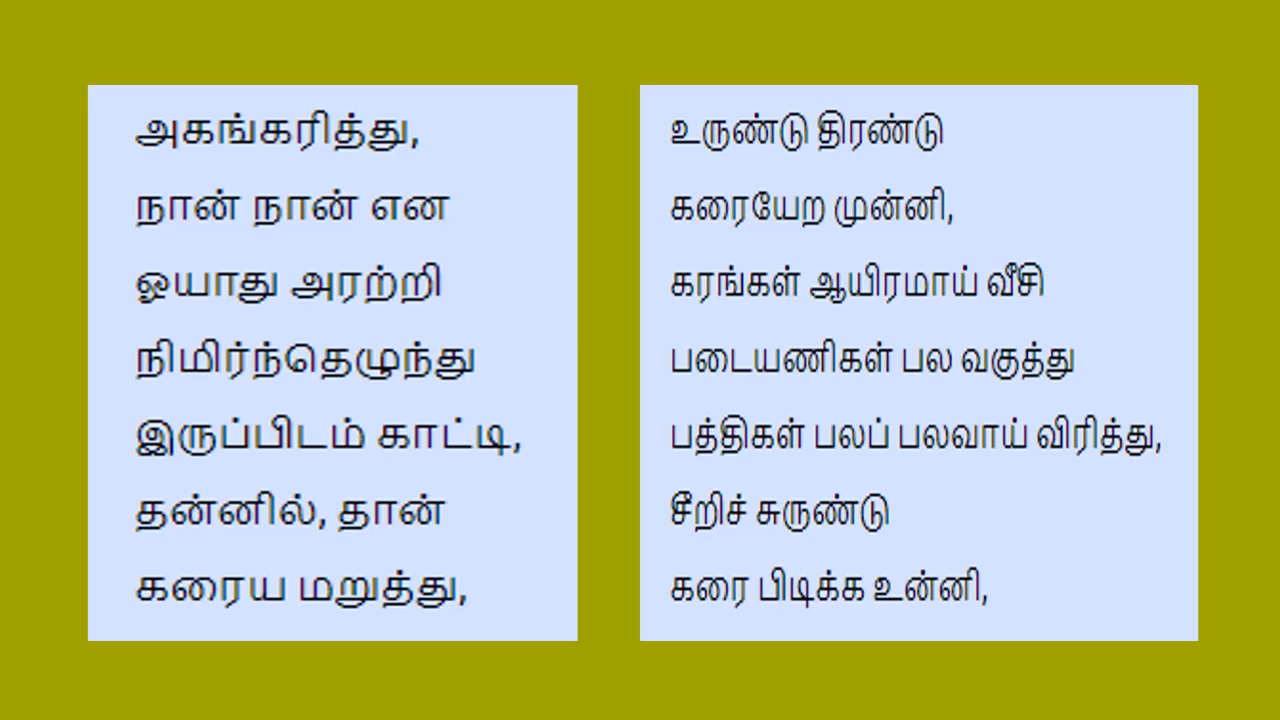 அகங்கரித்து,
நான் நான் என
ஓயாது அரற்றி
நிமிர்ந்தெழுந்து
இருப்பிடம் காட்டி,
தன்னில், தான்
கரைய மறுத்து,
உருண்டு திரண்டு
கரையேற முன்னி,
கரங்கள் ஆயிரமாய் வீசி
படையணிகள் பல வகுத்து
பத்திகள் பலப் பலவாய் விரித்து,
சீறிச் சுருண்டு
கரை பிடிக்க உன்னி,